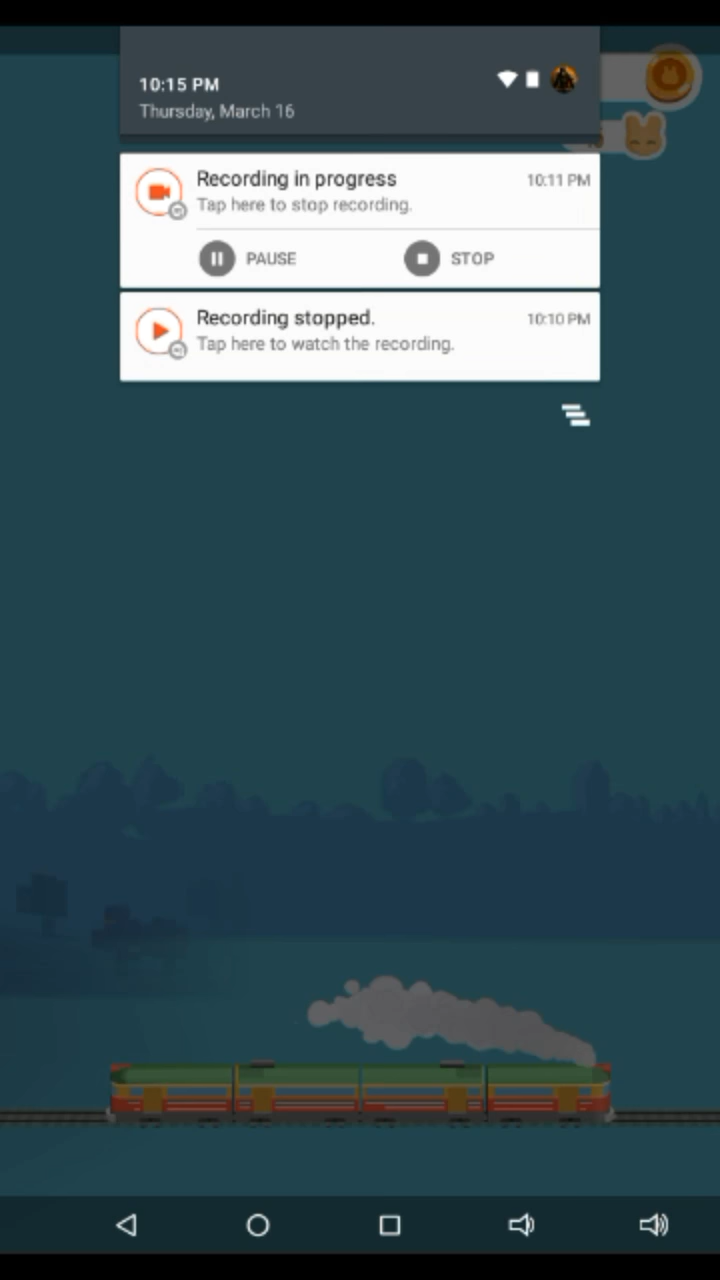 10:15 PM
Thursday, March 16
Recording in progress
10:11 PM
Tap here to stop recording.
PAUSE
STOP
Recording stopped.
10:10 PM
Tap here to watch the recording.